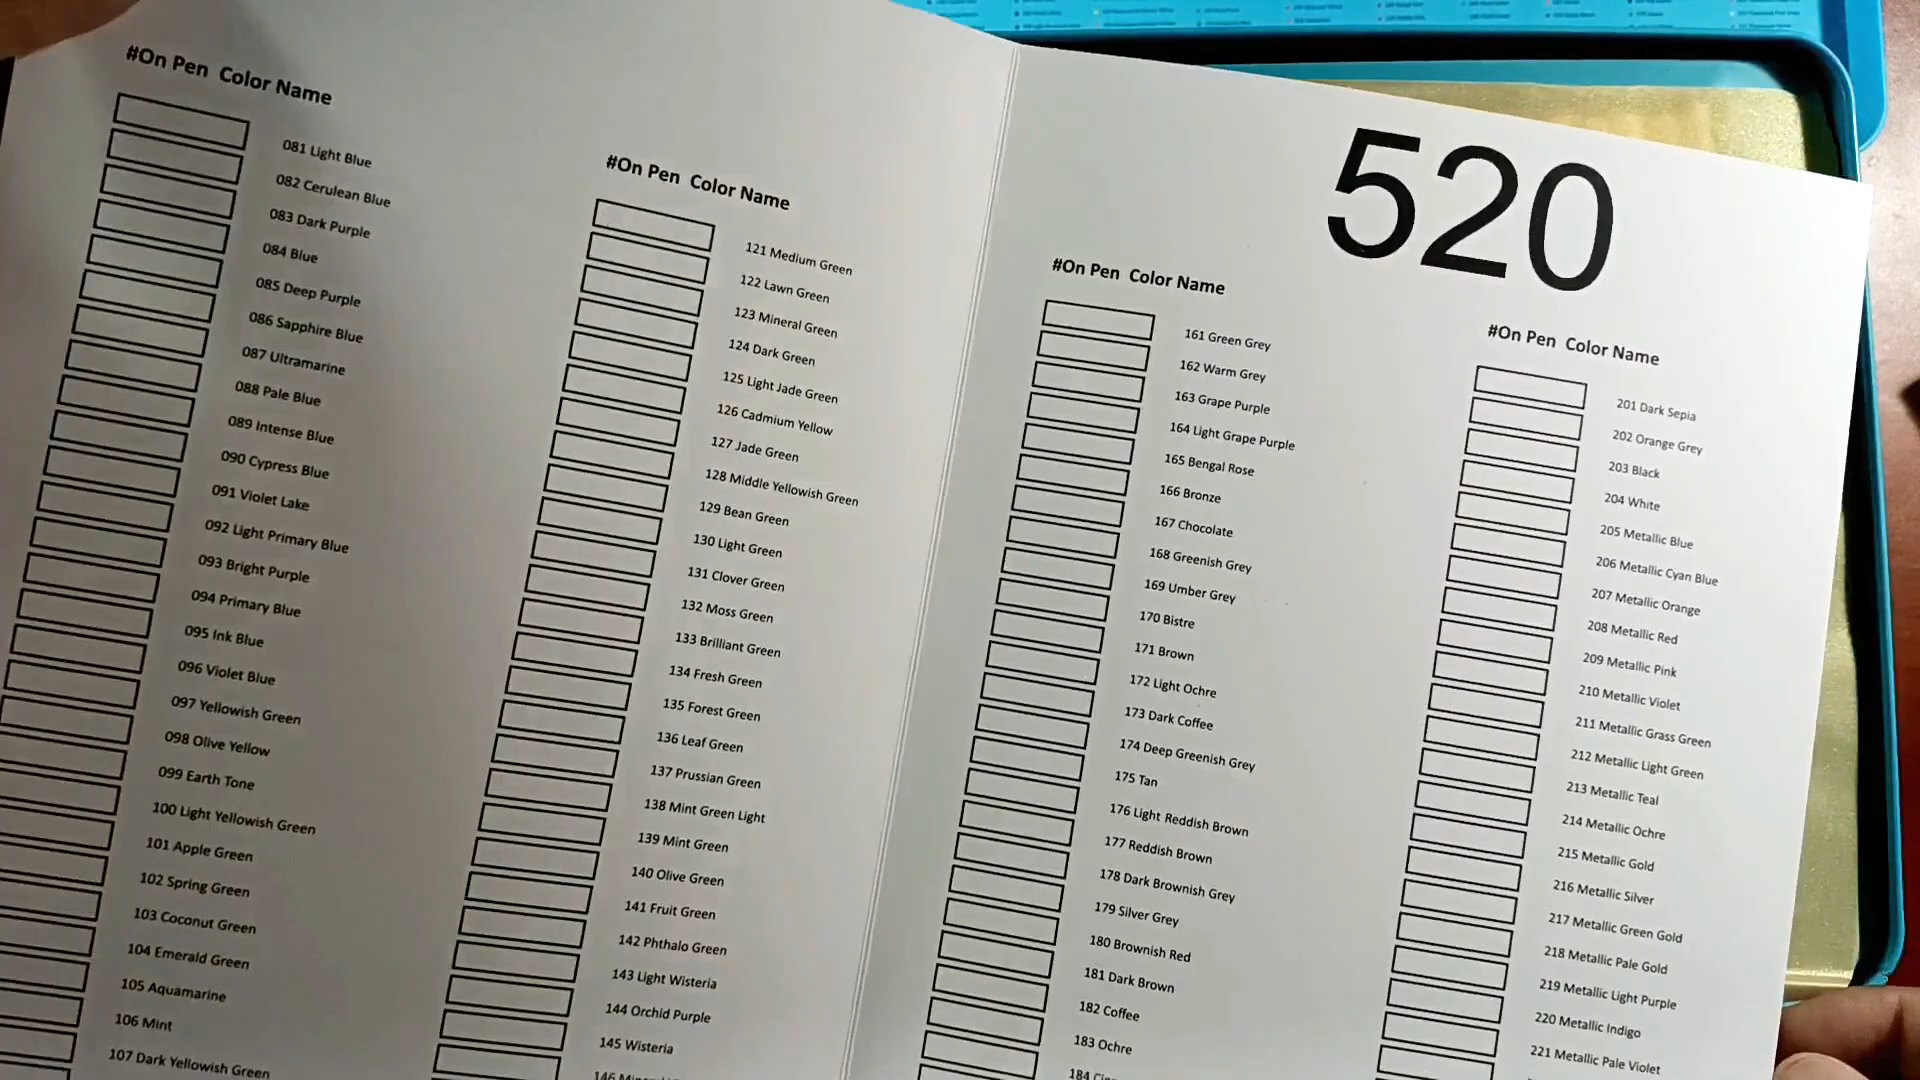 #On Pen Color Name
081 Light Blue
082 Cerulean Blue
083 Dark Purple
084 Blue
085 Deep Purple
086 Sapphire Blue
087 Ultramarine
088 Pale Blue
089 Intense Blue
090 Cypress Blue
091 Violet Lake
092 Light Primary Blue
093 Bright Purple
094 Primary Blue
095 Ink Blue
096 Violet Blue
097 Yellowish Green
098 Olive Yellow
099 Earth Tone
100 Light Yellowish Green
101 Apple Green
102 Spring Green
103 Coconut Green
104 Emerald Green
105 Aquamarine
106 Mint
107 Dark Yellowish Green
#On Pen Color Name
121 Medium Green
122 Lawn Green
123 Mineral Green
124 Dark Green
125 Light Jade Green
126 Cadmium Yellow
127 Jade Green
128 Middle Yellowish Green
129 Bean Green
130 Light Green
131 Clover Green
132 Moss Green
133 Brilliant Green
134 Fresh Green
135 Forest Green
136 Leaf Green
137 Prussian Green
138 Mint Green Light
139 Mint Green
140 Olive Green
141 Fruit Green
142 Phthalo Green
143 Light Wisteria
144 Orchid Purple
145 Wisteria
146
520
#On Pen Color Name
161 Green Grey
162 Warm Grey
163 Grape Purple
164 Light Grape Purple
165 Bengal Rose
166 Bronze
167 Chocolate
168 Greenish Grey
169 Umber Grey
170 Bistre
171 Brown
172 Light Ochre
173 Dark Coffee
174 Deep Greenish Grey
175 Tan
176 Light Reddish Brown
177 Reddish Brown
178 Dark Brownish Grey
179 Silver Grey
180 Brownish Red
181 Dark Brown
182 Coffee
183 Ochre
184
#On Pen Color Name
201 Dark Sepia
202 Orange Grey
203 Black
204 White
205 Metallic Blue
206 Metallic Cyan Blue
207 Metallic Orange
208 Metallic Red
209 Metallic Pink
210 Metallic Violet
211 Metallic Grass Green
212 Metallic Light Green
213 Metallic Teal
214 Metallic Ochre
215 Metallic Gold
216 Metallic Silver
217 Metallic Green Gold
218 Metallic Pale Gold
219 Metallic Light Purple
220 Metallic Indigo
221 Metallic Pale Violet